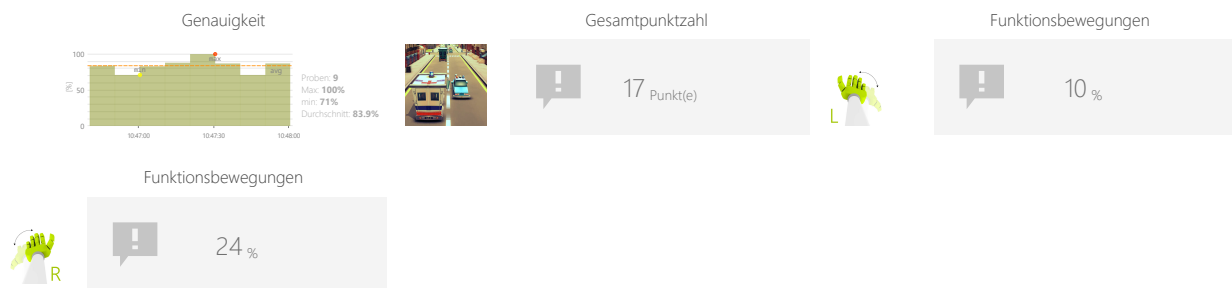 Genauigkeit
100
50
0
[%]
min
max
avg
10:47:00
10:47:30
10:48:00
Proben: 9
Max: 100%
min: 71%
Durchschnitt: 83.9%
Gesamtpunktzahl
17 Punkt(e)
Funktionsbewegungen
L
10 %
Funktionsbewegungen
R
24 %